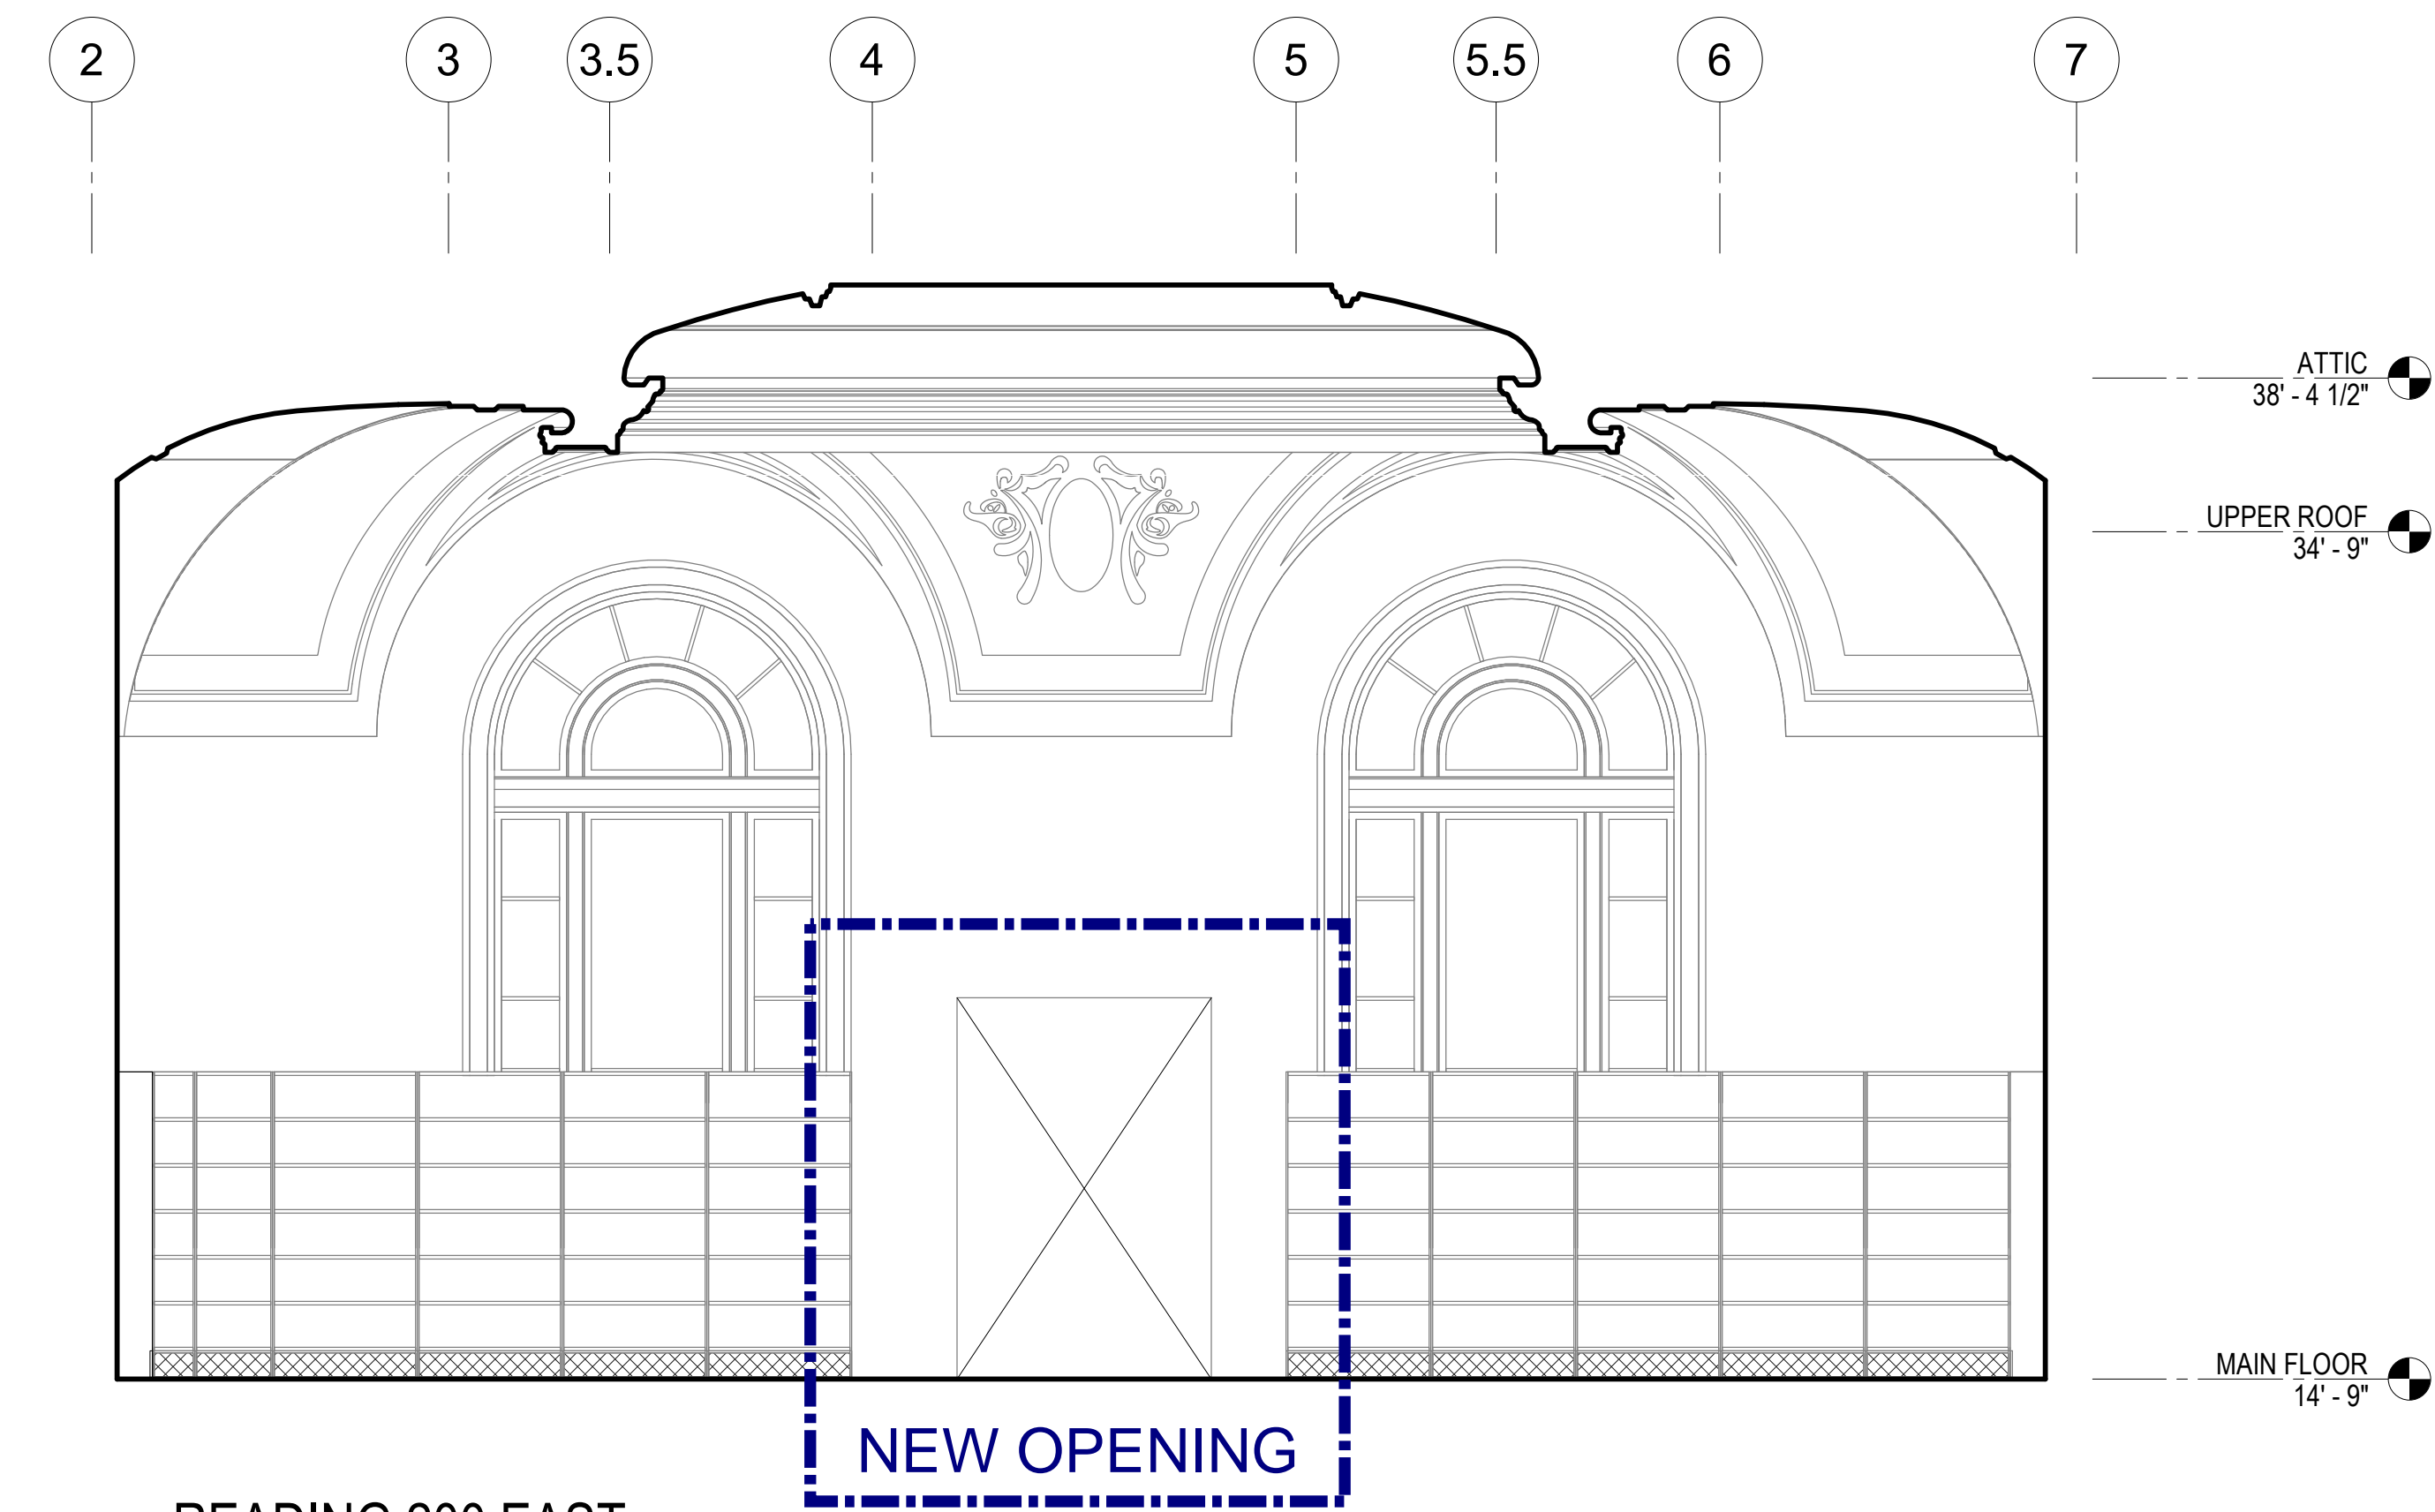 2 3 3.5 4 5 5.5 6 7
ATTIC
38' - 4 1/2"
UPPER ROOF
34' - 9"
MAIN FLOOR
14' - 9"
NEW OPENING